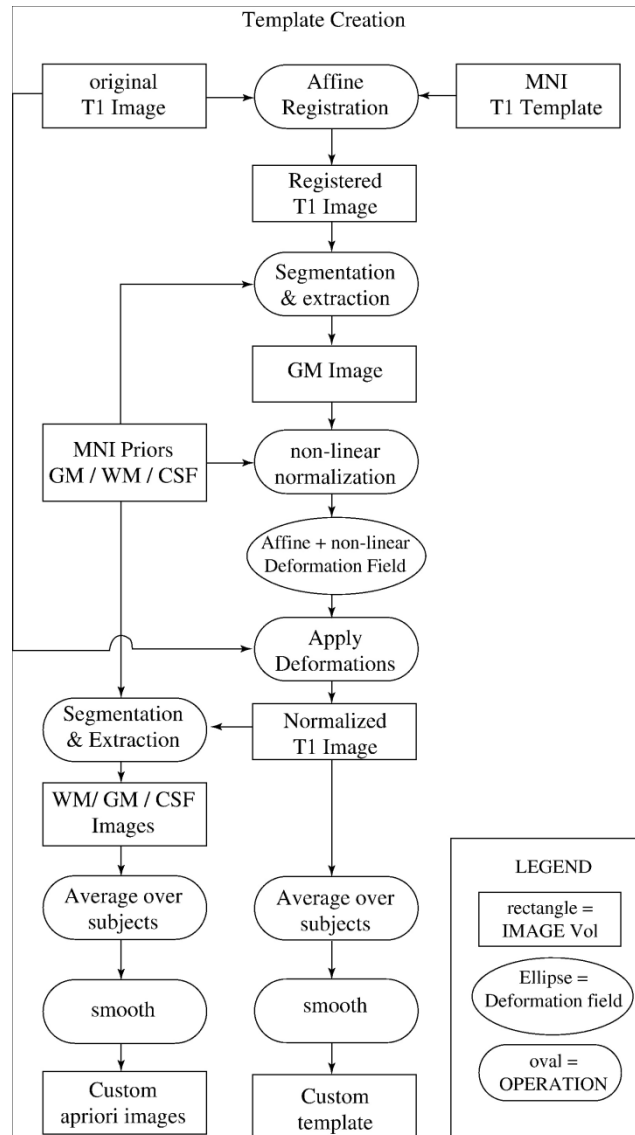 Template Creation
original
T1 Image
Affine
Registration
MNI
T1 Template
Registered
T1 Image
Segmentation
& extraction
GM Image
MNI Priors
GM / WM / CSF
non-linear
normalization
Affine + non-linear
Deformation Field
Apply
Deformations
Segmentation
& Extraction
Normalized
T1 Image
WM/ GM / CSF
Images
Average over
subjects
Average over
subjects
smooth
smooth
Custom
apriori images
Custom
template
LEGEND
rectangle =
IMAGE Vol
Ellipse =
Deformation field
oval =
OPERATION